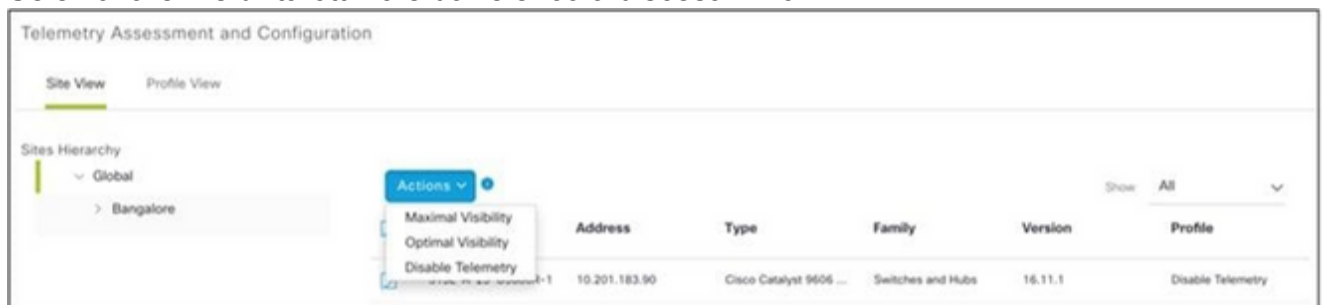 Telemetry Assessment and Configuration
Site View Profile View
Sites Hierarchy
Global
Bangalore
Actions
Show All
Maximal Visibility
Optimal Visibility
Disable Telemetry
Address Type Family Version Profile
10.201.183.90 Cisco Catalyst 9606 ... Switches and Hubs 16.11.1 Disable Telemetry